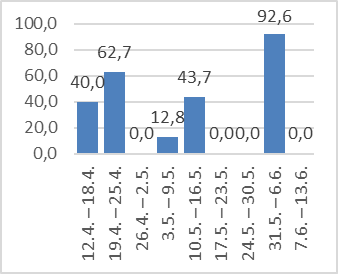 100,0
80,0
60,0
40,0
20,0
0,0
40,0
62,7
0,0
12,8
43,7
0,0
0,0
92,6
0,0
12.4. – 18.4.
19.4. – 25.4.
26.4. – 2.5.
3.5. – 9.5.
10.5. – 16.5.
17.5. – 23.5.
24.5. – 30.5.
31.5. – 6.6.
7.6. – 13.6.